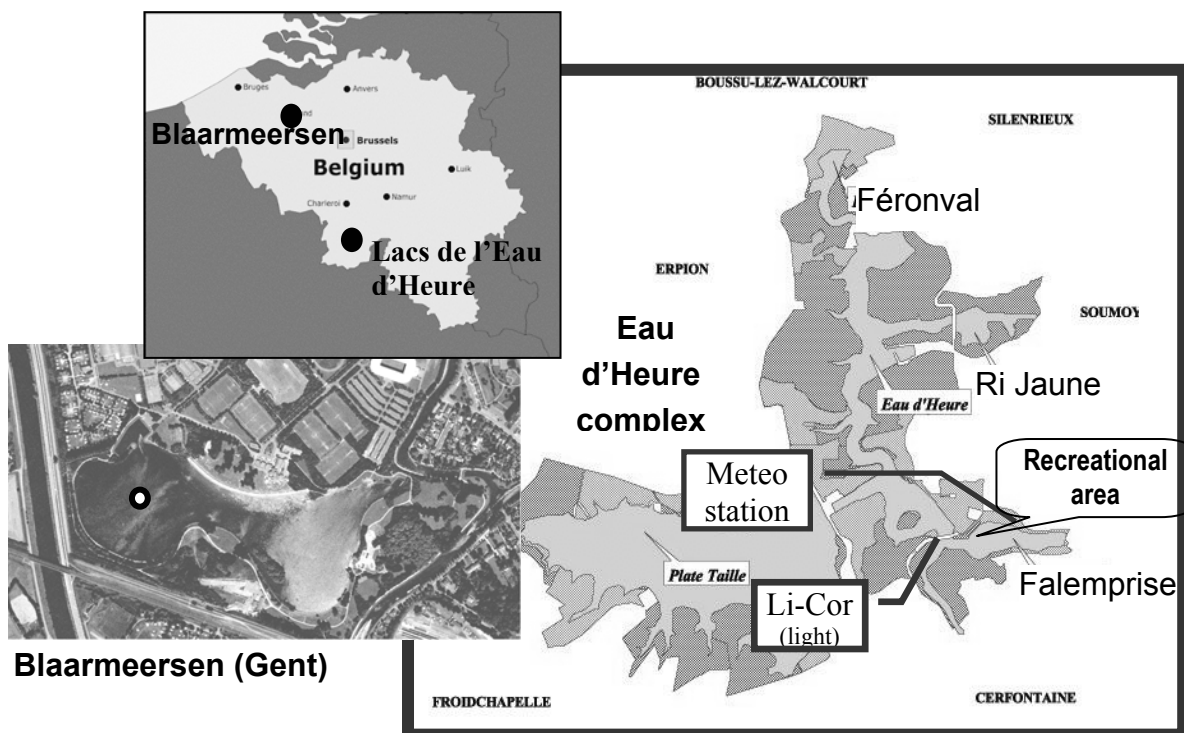 Bruges
Anvers
Blaarmeersen
Brussels
Belgium
Luik
Namur
Charleroi
Lacs de l'Eau
d'Heure
BOUSSU-LEZ-WALCOURT
SILENRIEUX
Féronval
ERPION
SOUMOY
Eau
d'Heure
complex
Ri Jaune
Eau d'Heure
Recreational
area
Meteo
station
Plate Taille
Falemprise
Li-Cor
(light)
Blaarmeersen (Gent)
FROIDCHAPELLE
CERFONTAINE